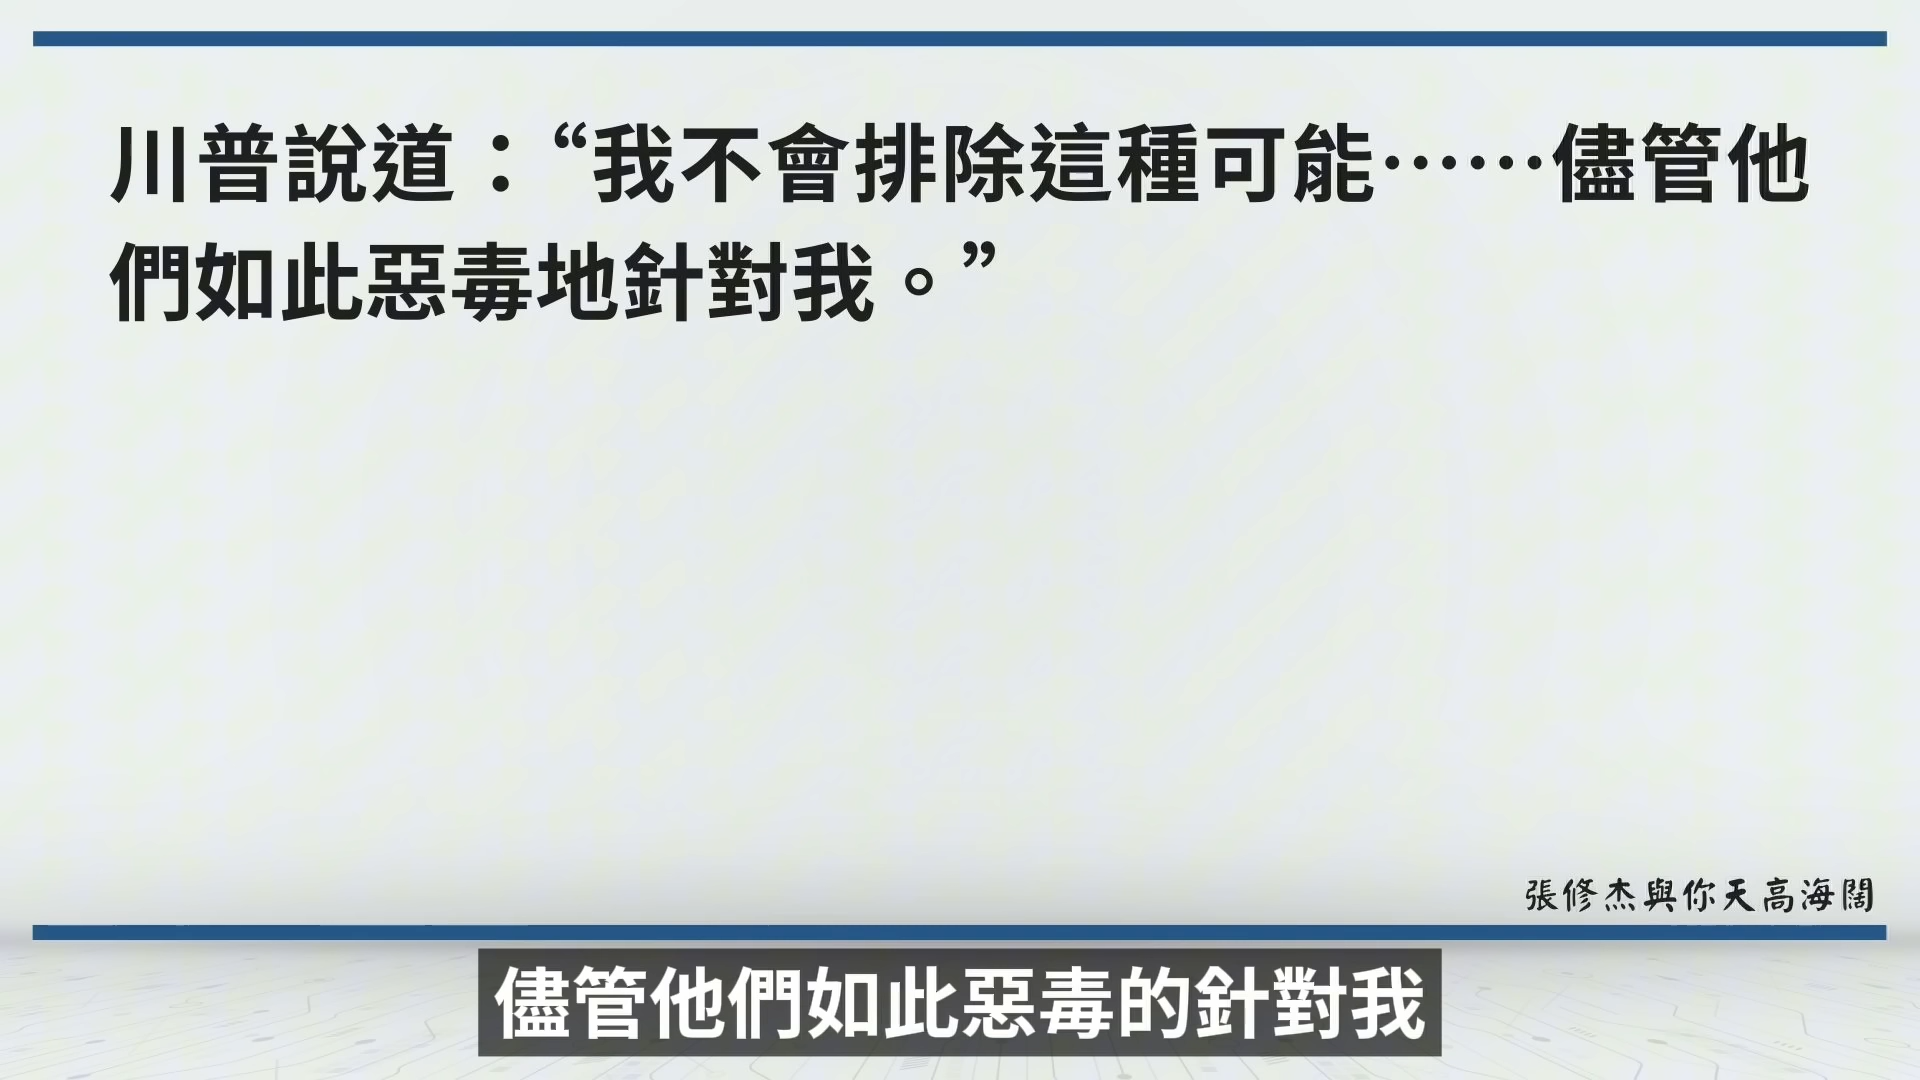 川普說道：“我不會排除這種可能……儘管他
們如此惡毒地針對我。”
張修杰與你天高海闊
儘管他們如此惡毒的針對我